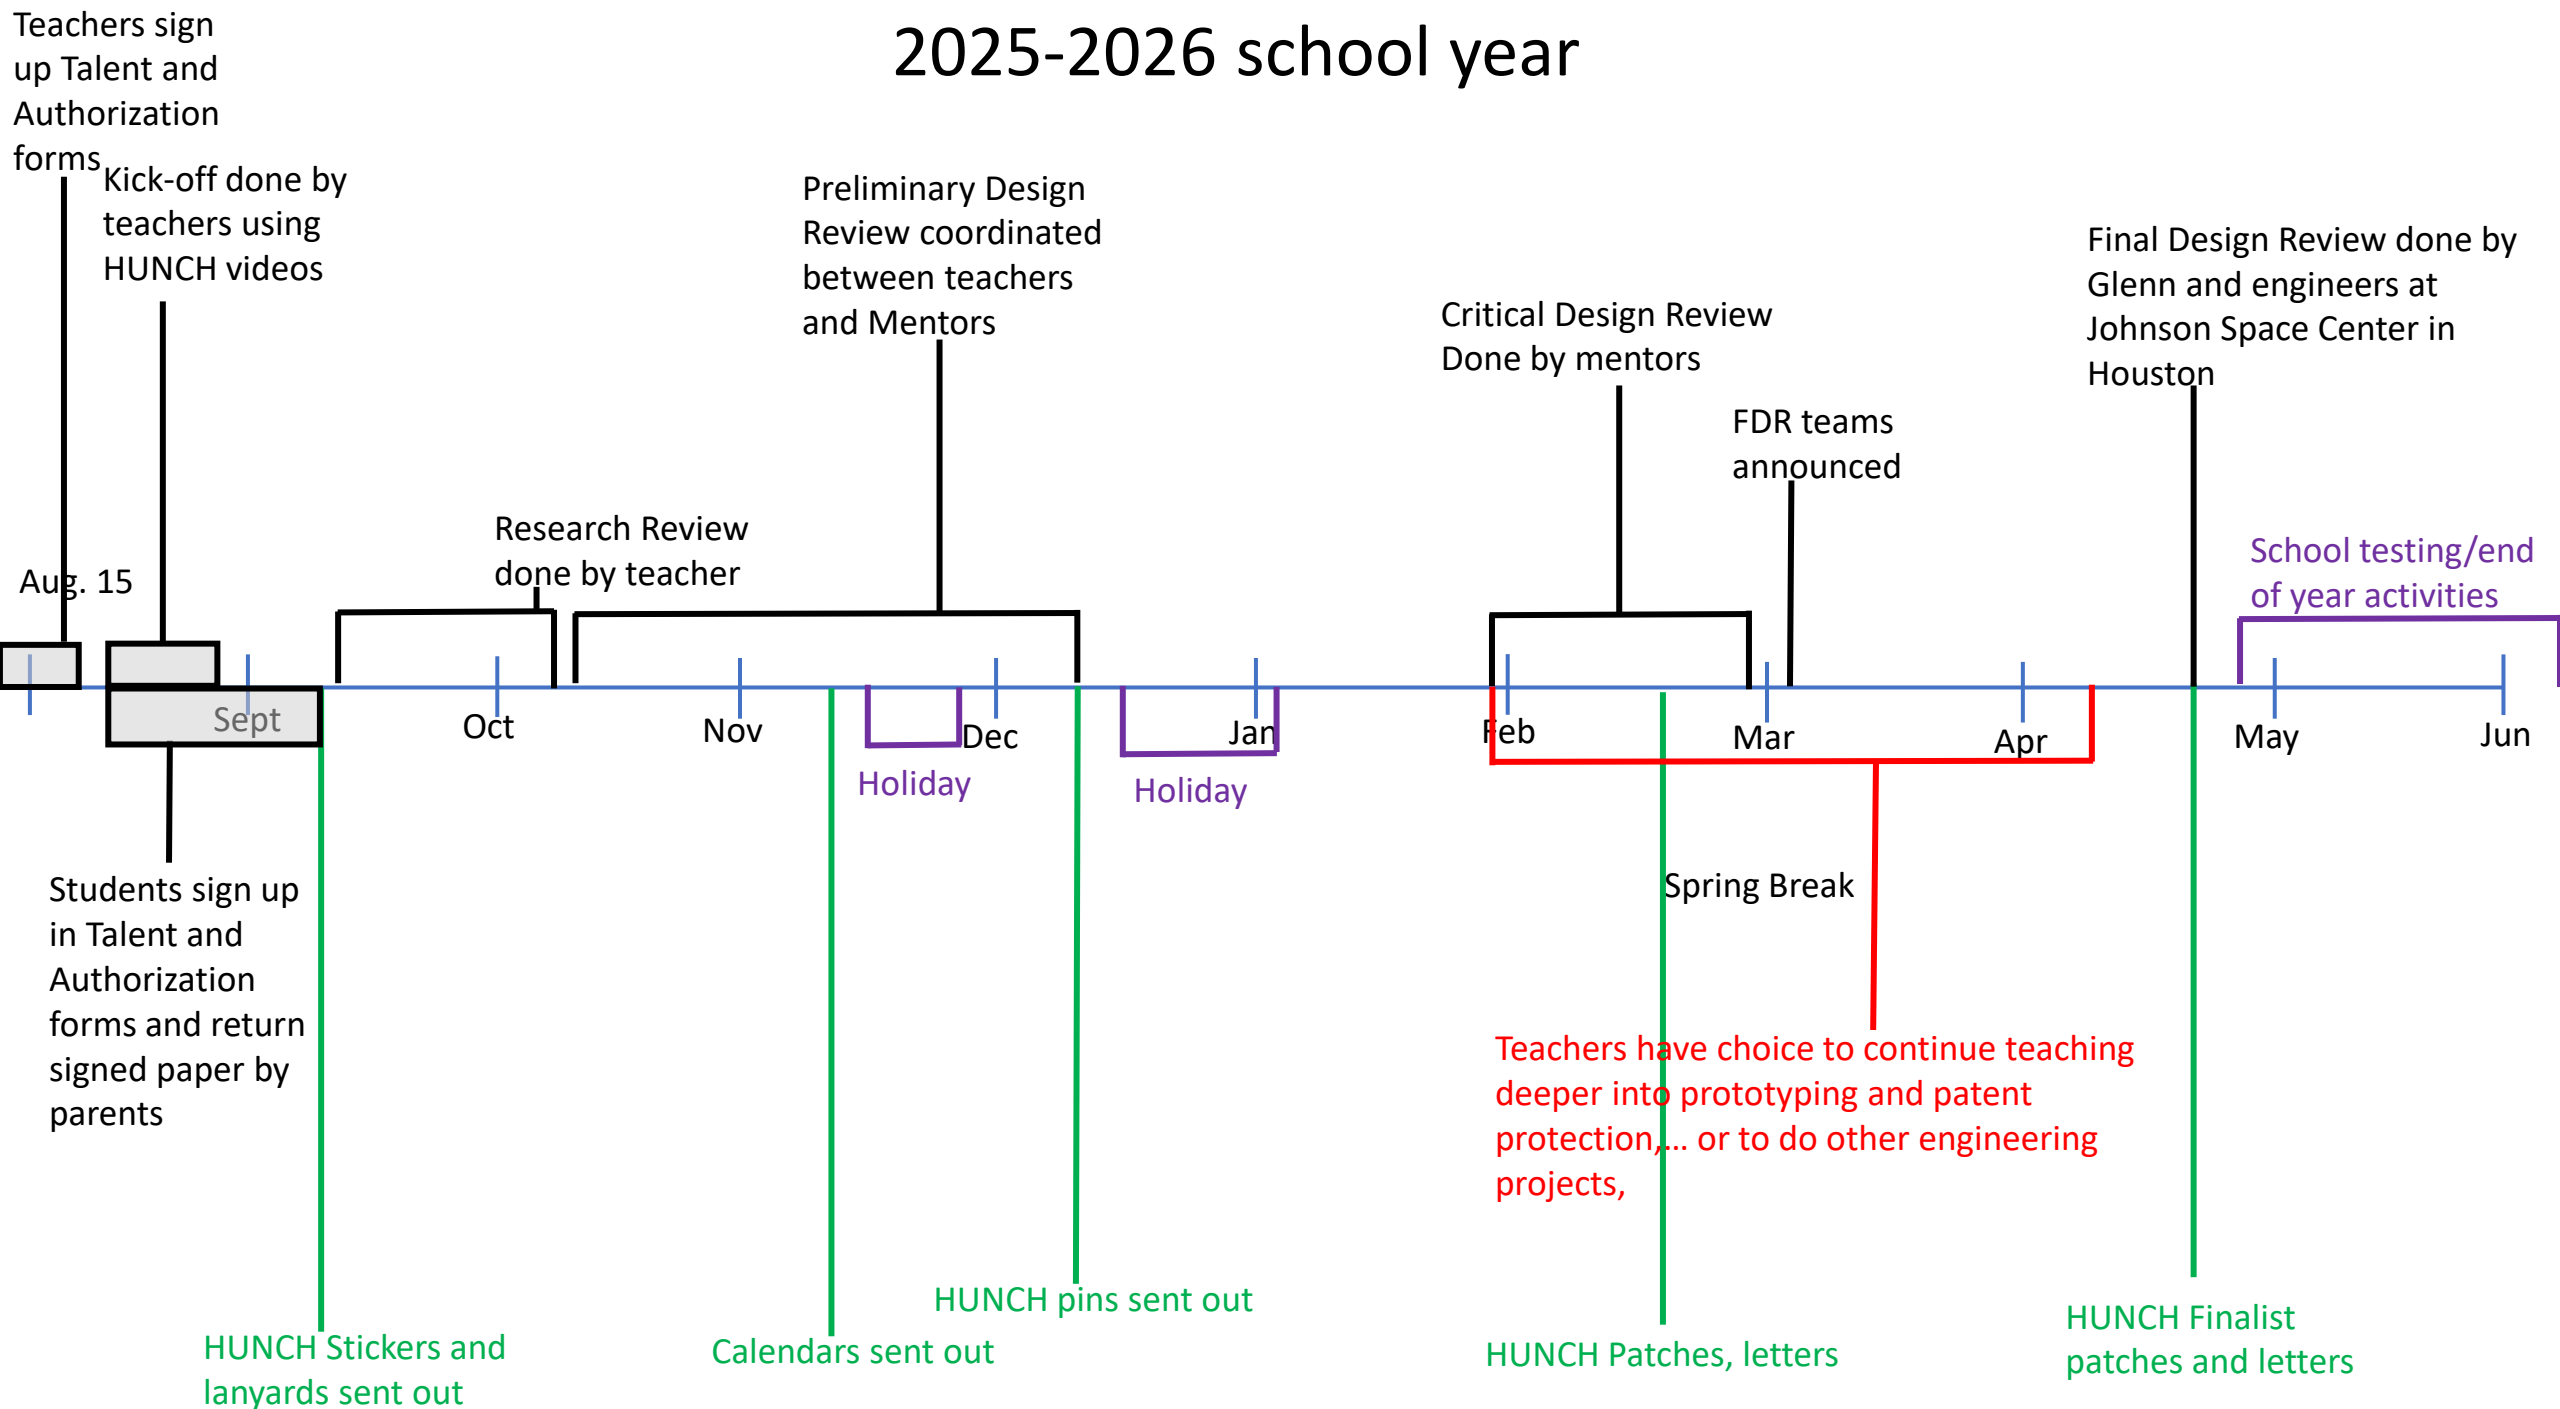 2025-2026 school year
Teachers sign
up Talent and
Authorization
forms
Kick-off done by
teachers using
HUNCH videos
Preliminary Design
Review coordinated
between teachers
and Mentors
Final Design Review done by
Glenn and engineers at
Johnson Space Center in
Houston
Critical Design Review
Done by mentors
FDR teams
announced
Research Review
done by teacher
School testing/end
of year activities
Aug. 15
Sept
Oct
Nov
Dec
Jan
Feb
Mar
Apr
May
Jun
Holiday
Holiday
Spring Break
Students sign up
in Talent and
Authorization
forms and return
signed paper by
parents
Teachers have choice to continue teaching
deeper into prototyping and patent
protection,… or to do other engineering
projects,
HUNCH Stickers and
lanyards sent out
Calendars sent out
HUNCH pins sent out
HUNCH Patches, letters
HUNCH Finalist
patches and letters